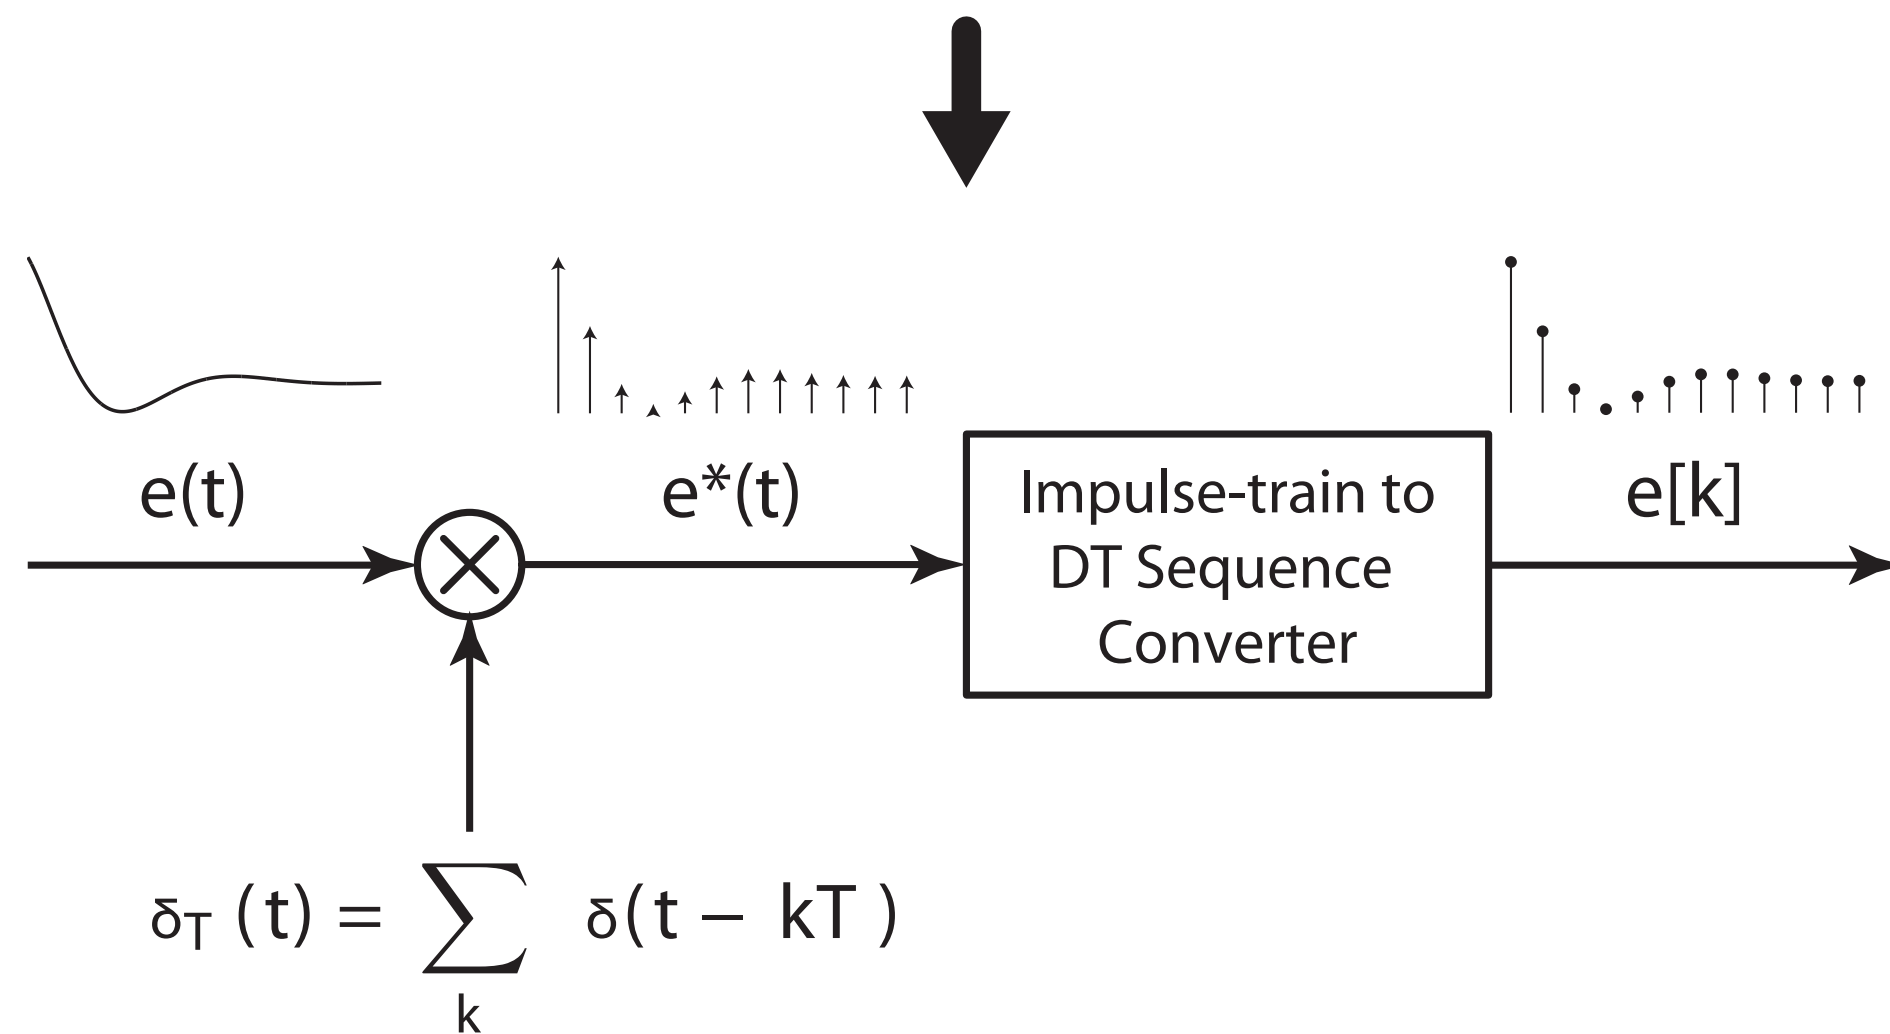 e(t)
e*(t)
Impulse-train to
DT Sequence
Converter
e[k]
δT (t) = ∑ δ(t − kT )
k